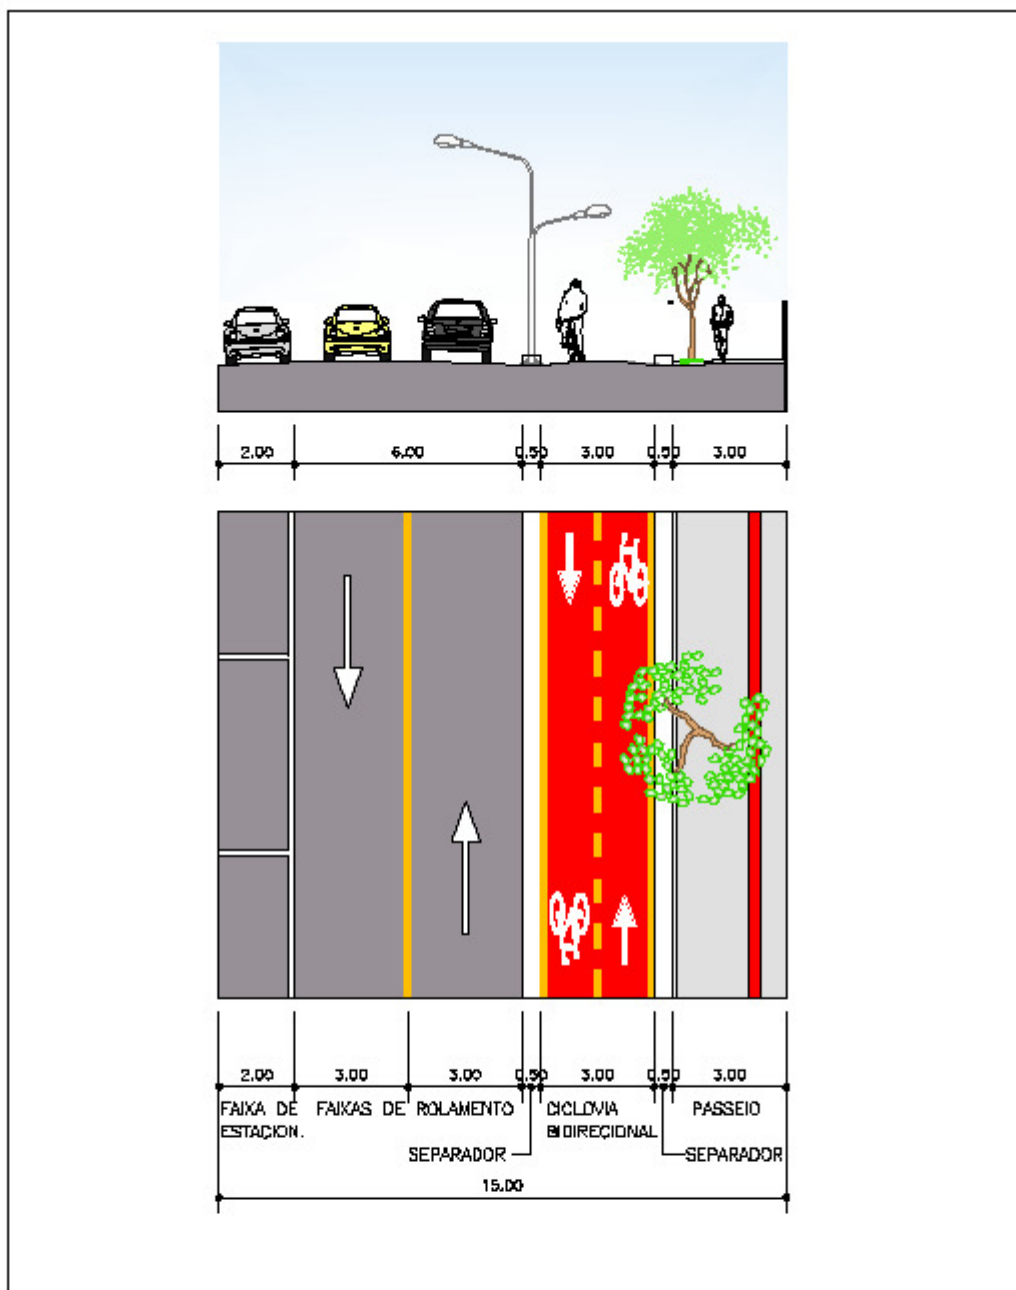 2.00 6.00 0.50 3.00 0.50 3.00
2.00 3.00 3.00 0.50 3.00 0.50 3.00
FAIXA DE FAIXAS DE ROLAMENTO CICLOVIA PASSEIO
ESTACION. BIDIREÇIONAL
SEPARADOR SEPARADOR
15.00